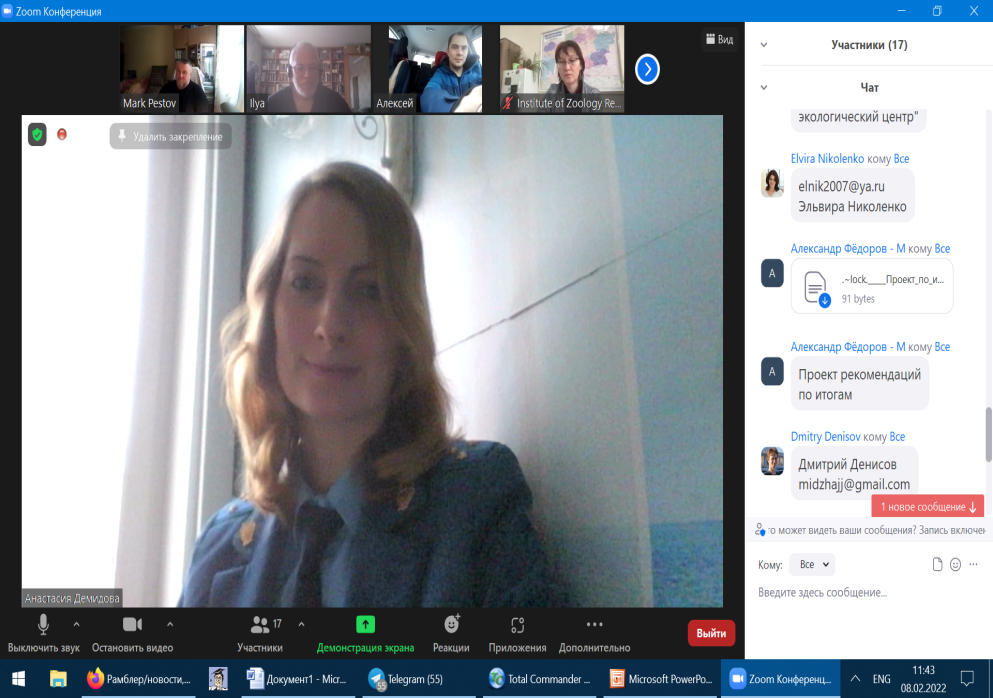 Zoom Конференция
Вид
Mark Pestov
Ilya
Алексей
Institute of Zoology Re...
Удалить закрепление
Анастасия Демидова
Участники (17)
Чат
экологический центр"
Elvira Nikolenko кому Все
elnik2007@ya.ru
Эльвира Николенко
Александр Фёдоров - М кому Все
A
.~lock.____Проект_по_и...
91 bytes
Александр Фёдоров - М кому Все
A
Проект рекомендаций
по итогам
Dmitry Denisov кому Все
Дмитрий Денисов
midzhajj@gmail.com
1 новое сообщение
то может видеть ваши сообщения? Запись включен
Кому: Все
Введите здесь сообщение...
17
Выключить звук
Остановить видео
Участники
Демонстрация экрана
Реакции
Приложения
Дополнительно
Выйти
Рамблер/новости,...
Документ1 - Micr...
Telegram (55)
55
Total Commander ...
Microsoft PowerPo...
Zoom Конференц...
ENG
11:43
08.02.2022